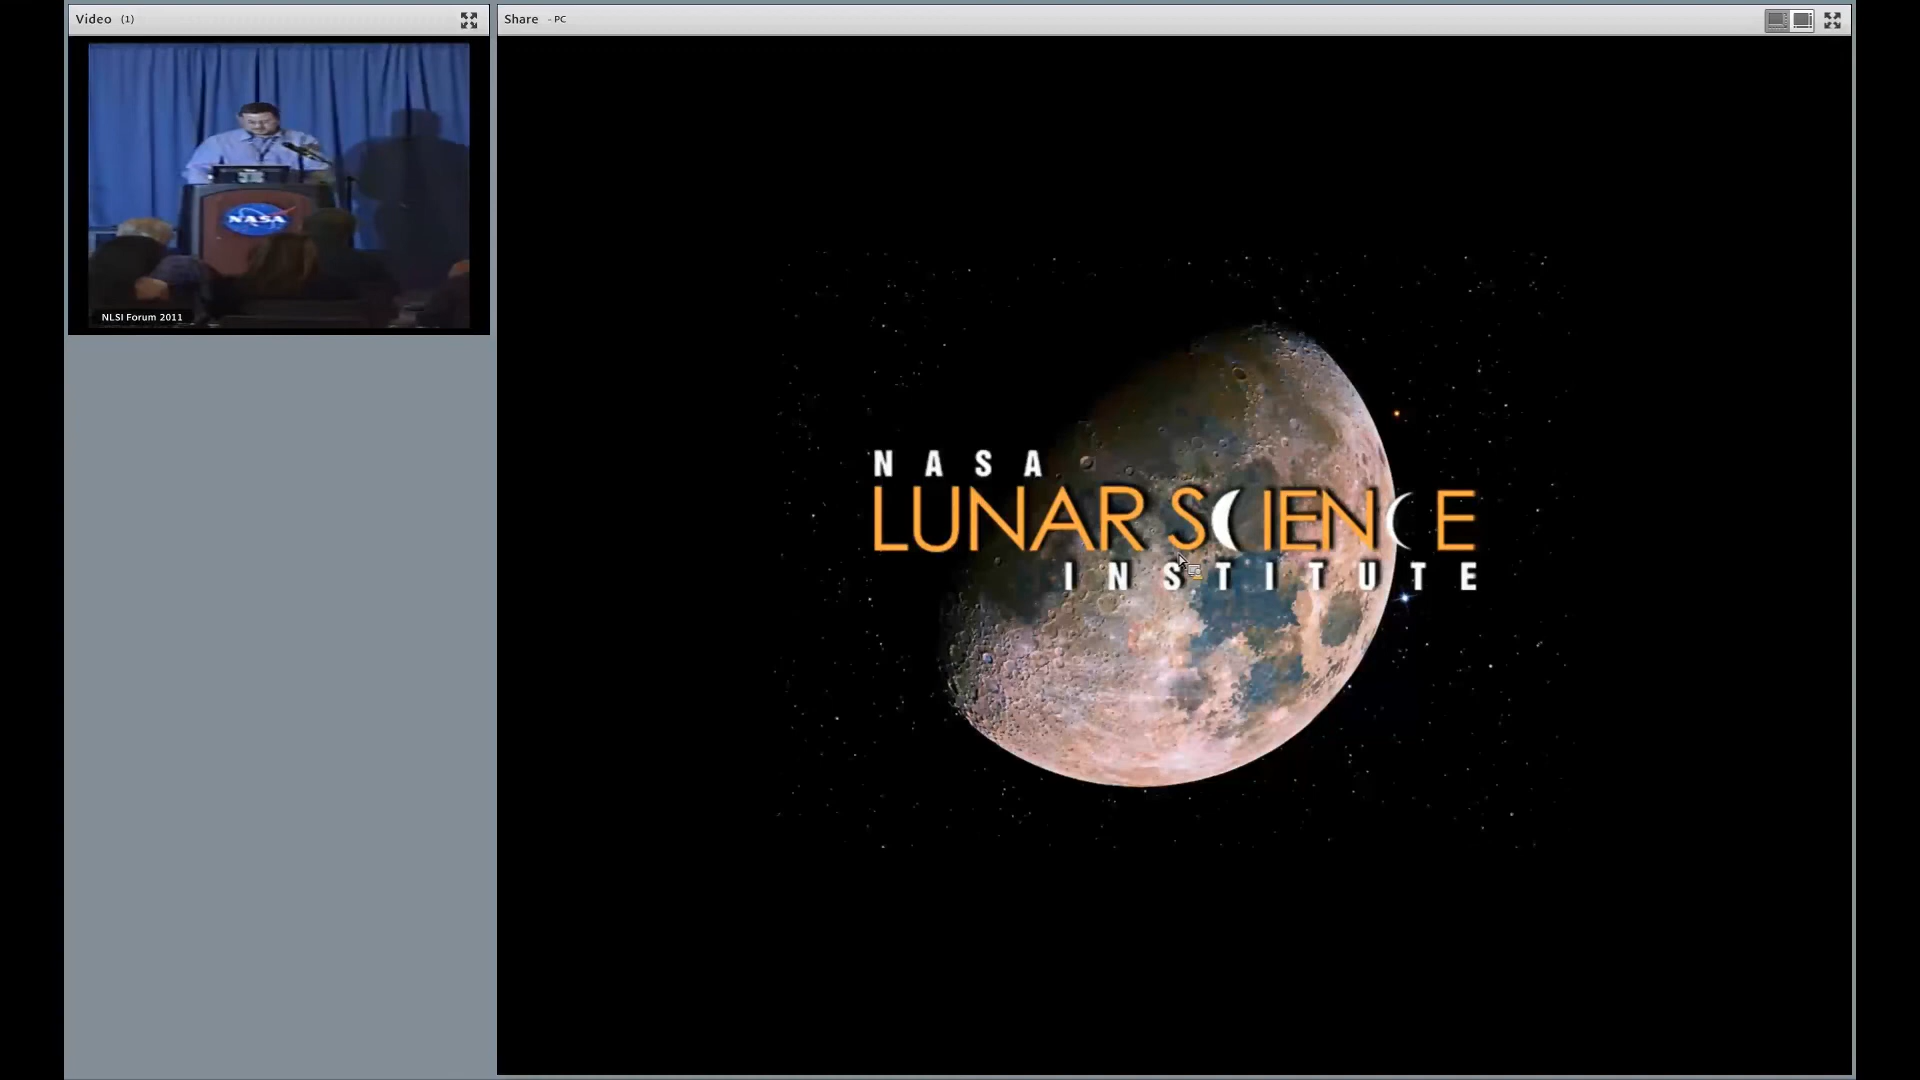 Video (1)
NASA
NLSI Forum 2011
Share - PC
NASA
LUNAR SCIENCE
INSTITUTE